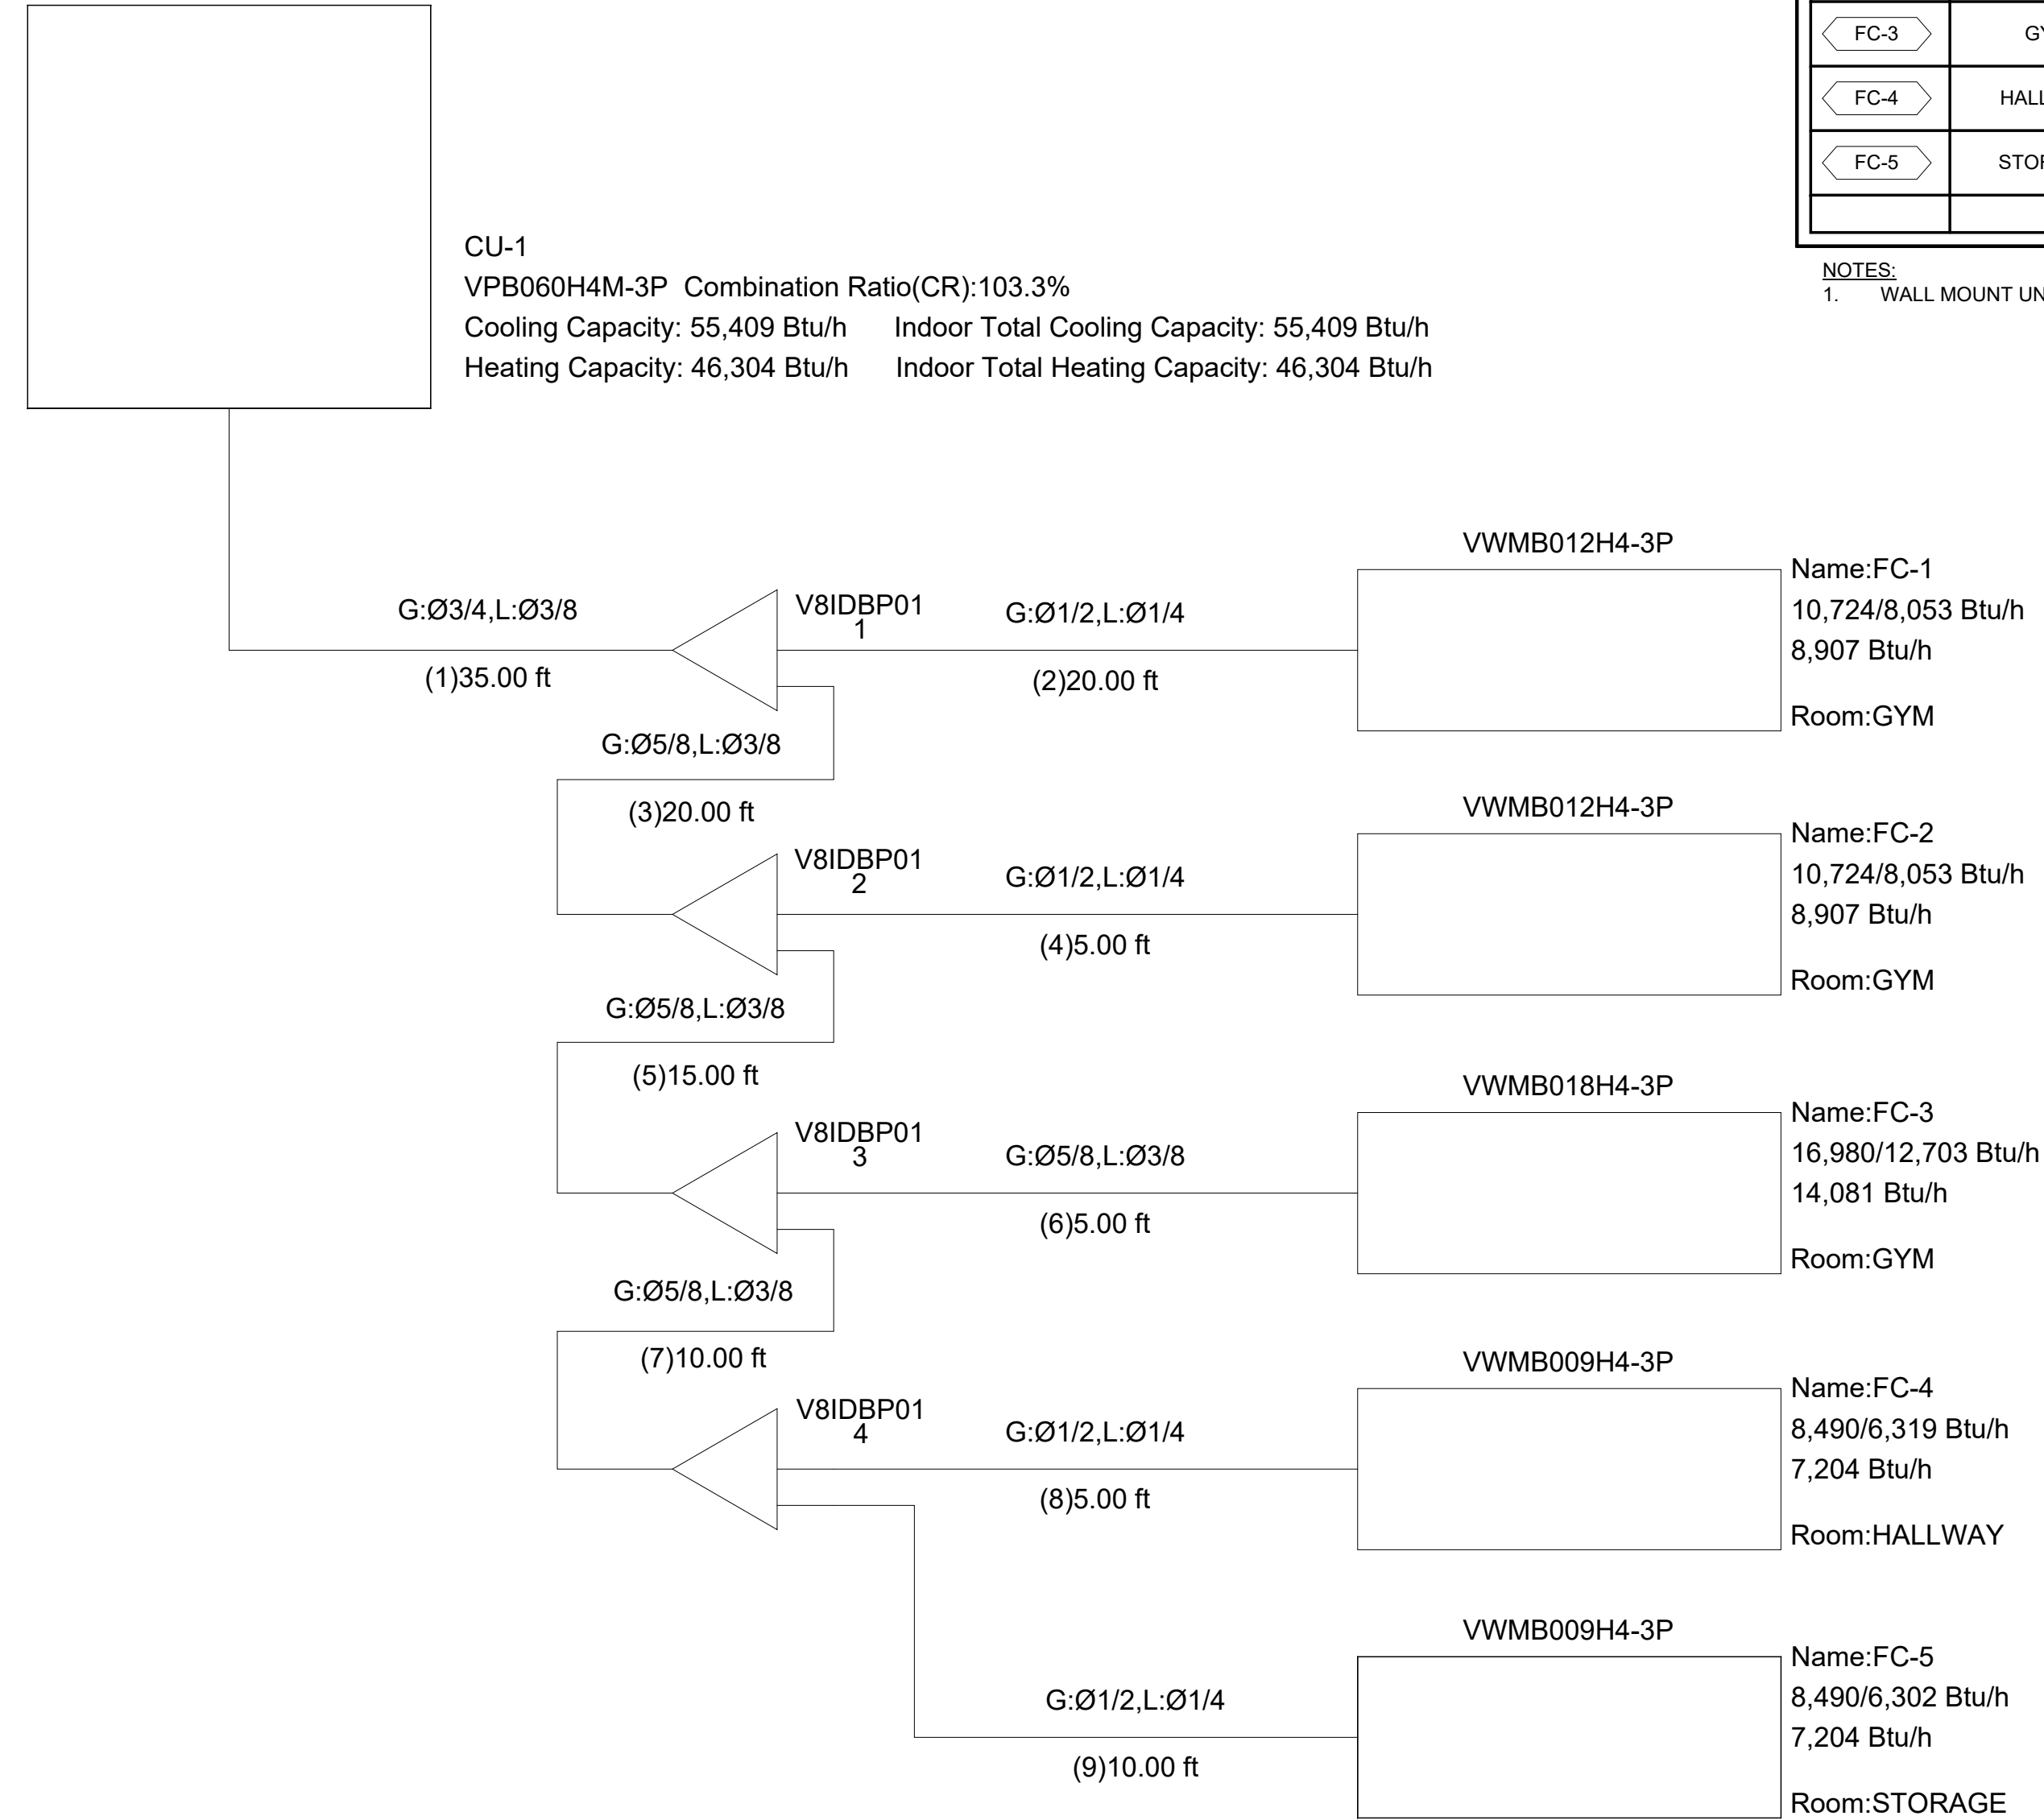 FC-3
FC-4
FC-5
NOTES:
1. WALL MOUNT
CU-1
VPB060H4M-3P Combination Ratio(CR):103.3%
Cooling Capacity: 55,409 Btu/h Indoor Total Cooling Capacity: 55,409 Btu/h
Heating Capacity: 46,304 Btu/h Indoor Total Heating Capacity: 46,304 Btu/h
VWMB012H4-3P
Name:FC-1
G:Ø3/4,L:Ø3/8
V8IDBP01
1
G:Ø1/2,L:Ø1/4
10,724/8,053 Btu/h
8,907 Btu/h
(1)35.00 ft
(2)20.00 ft
Room:GYM
G:Ø5/8,L:Ø3/8
(3)20.00 ft
VWMB012H4-3P
Name:FC-2
V8IDBP01
2
G:Ø1/2,L:Ø1/4
10,724/8,053 Btu/h
8,907 Btu/h
(4)5.00 ft
Room:GYM
G:Ø5/8,L:Ø3/8
(5)15.00 ft
VWMB018H4-3P
Name:FC-3
V8IDBP01
3
G:Ø5/8,L:Ø3/8
16,980/12,703 Btu/h
14,081 Btu/h
(6)5.00 ft
Room:GYM
G:Ø5/8,L:Ø3/8
(7)10.00 ft
VWMB009H4-3P
Name:FC-4
V8IDBP01
4
G:Ø1/2,L:Ø1/4
8,490/6,319 Btu/h
7,204 Btu/h
(8)5.00 ft
Room:HALLWAY
VWMB009H4-3P
Name:FC-5
G:Ø1/2,L:Ø1/4
8,490/6,302 Btu/h
7,204 Btu/h
(9)10.00 ft
Room:STORAGE